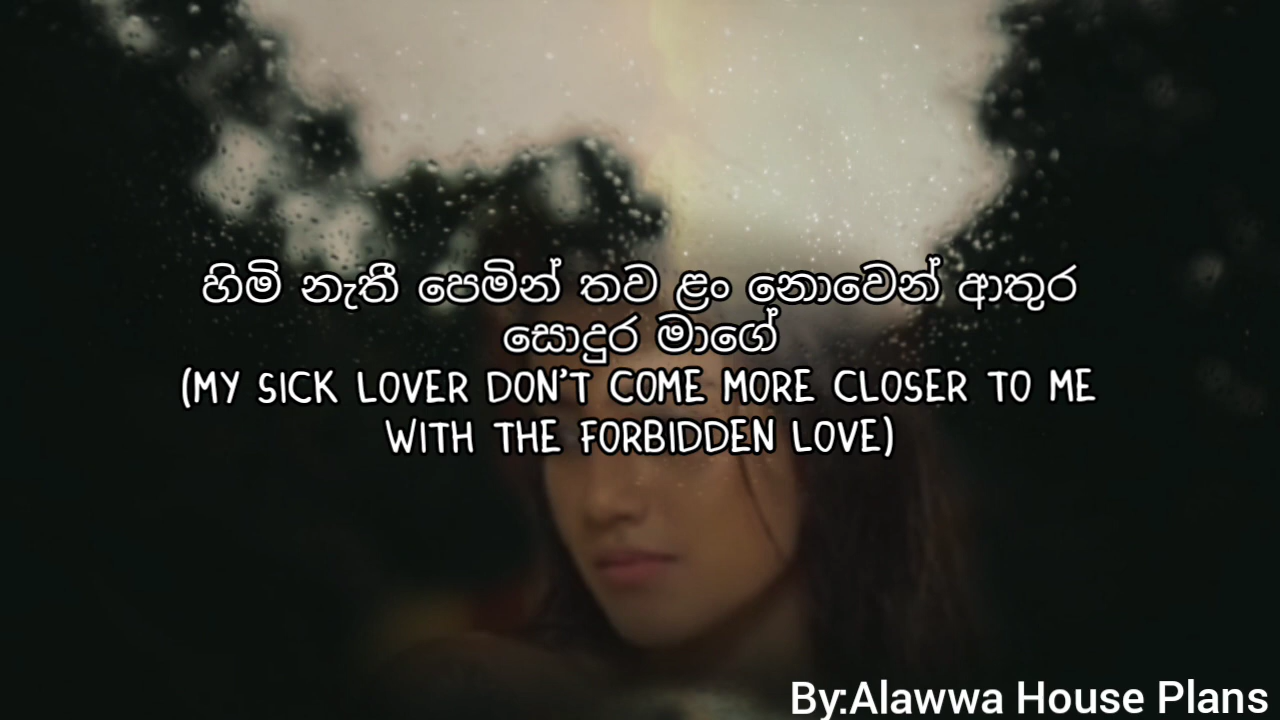 හිමි නැතී පෙමින් තව ළං නොවෙන් ආතුර
සොඳුර මාගේ
(MY SICK LOVER DON'T COME MORE CLOSER TO ME
WITH THE FORBIDDEN LOVE)
By:Alawwa House Plans